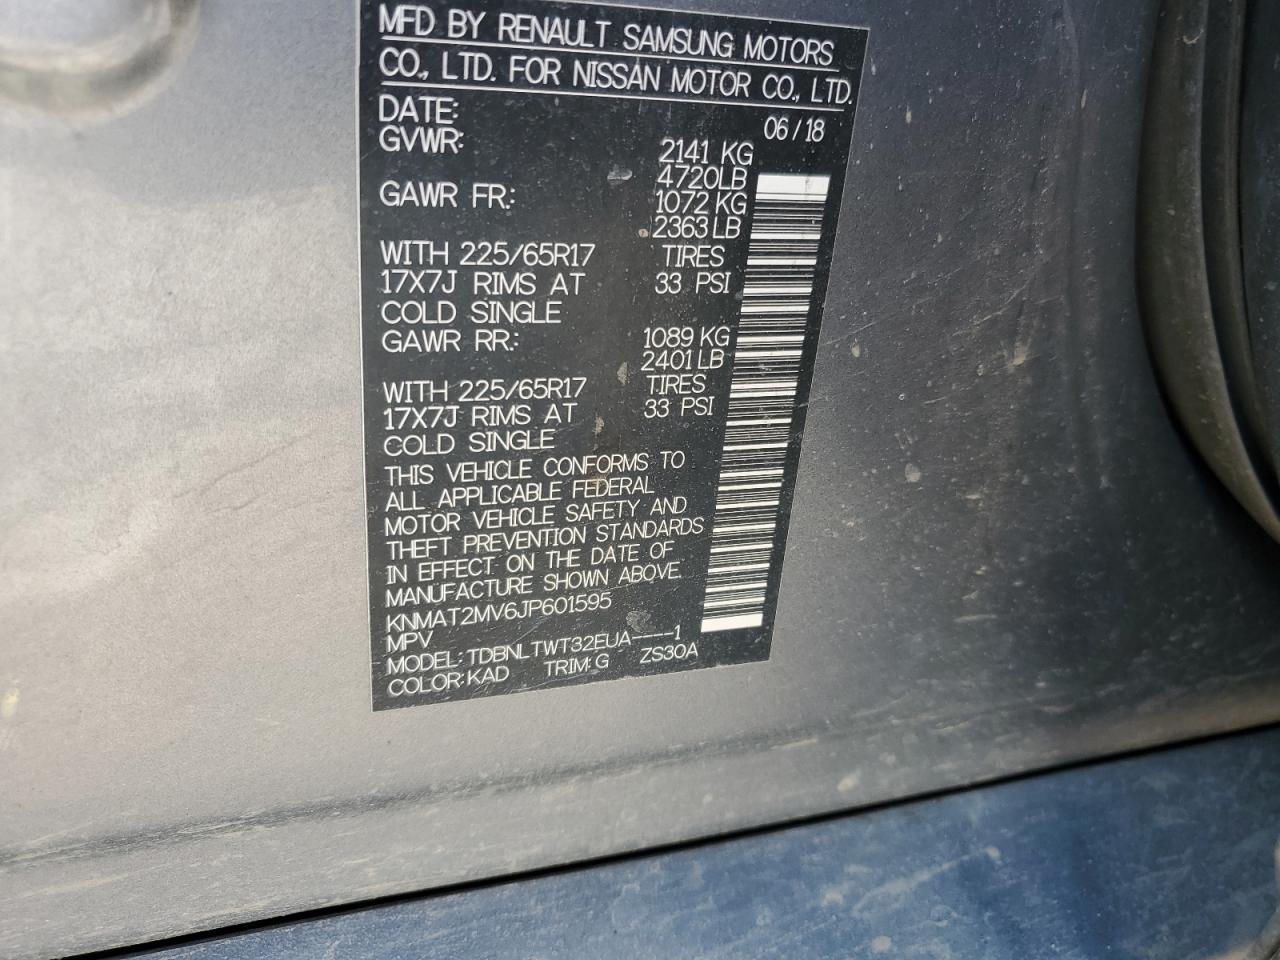 MFD BY RENAULT SAMSUNG MOTORS
CO., LTD. FOR NISSAN MOTOR CO., LTD.
DATE: 06/18
GVWR: 2141 KG
4720LB
GAWR FR.: 1072 KG
2363 LB
WITH 225/65R17 TIRES
17X7J RIMS AT 33 PSI
COLD SINGLE
GAWR RR.: 1089 KG
2401 LB
WITH 225/65R17 TIRES
17X7J RIMS AT 33 PSI
COLD SINGLE
THIS VEHICLE CONFORMS TO
ALL APPLICABLE FEDERAL
MOTOR VEHICLE SAFETY AND
THEFT PREVENTION STANDARDS
IN EFFECT ON THE DATE OF
MANUFACTURE SHOWN ABOVE.
KNMAT2MV6JP601595
MPV
MODEL: TDBNLTWT32EUA----1
COLOR: KAD TRIM: G ZS30A